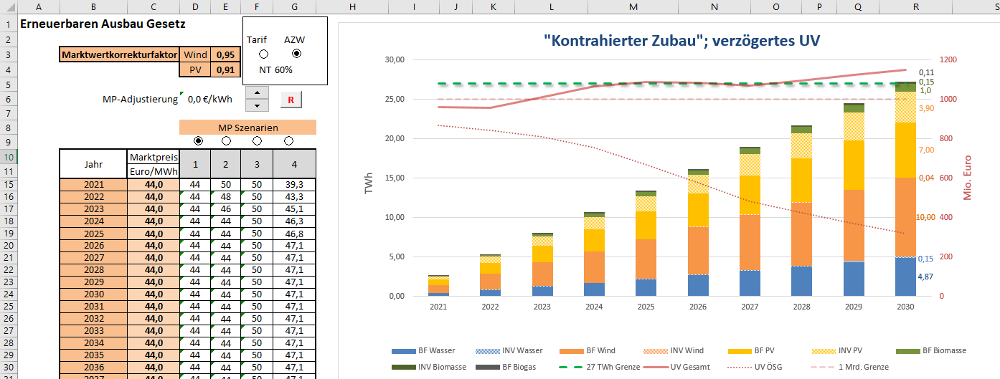 A B C D E F G H I J K L M N O P Q R S
1 Erneuerbaren Ausbau Gesetz
2 Tarif AZW
3 Marktwertkorrekturfaktor Wind 0,95
4 PV 0,91 NT 60%
5
6 MP-Adjustierung 0,0 €/kWh R
7
8 MP Szenarien
9
10 Jahr Marktpreis 1 2 3 4
11 Euro/MWh
15 2021 44,0 44 50 50 39,3
16 2022 44,0 44 48 50 43,3
17 2023 44,0 44 46 50 45,1
18 2024 44,0 44 44 50 46,3
19 2025 44,0 44 44 50 46,8
20 2026 44,0 44 44 50 47,1
21 2027 44,0 44 44 50 47,1
22 2028 44,0 44 44 50 47,1
23 2029 44,0 44 44 50 47,1
24 2030 44,0 44 44 50 47,1
25 2031 44,0 44 44 50 47,1
26 2032 44,0 44 44 50 47,1
27 2033 44,0 44 44 50 47,1
28 2034 44,0 44 44 50 47,1
29 2035 44,0 44 44 50 47,1
30 2036 44,0 44 44 50 47,1
"Kontrahierter Zubau"; verzögertes UV
30,00 1200
0,11
0,15
1,0
25,00 1000
3,90
20,00 800
7,00
15,00 600
0,04
10,00 400
10,00
5,00 200
0,15
4,87
0,00 0
TWh
Mio. Euro
2021 2022 2023 2024 2025 2026 2027 2028 2029 2030
BF Wasser INV Wasser BF Wind INV Wind BF PV INV PV BF Biomasse
INV Biomasse BF Biogas 27 TWh Grenze UV Gesamt UV ÖSG 1 Mrd. Grenze